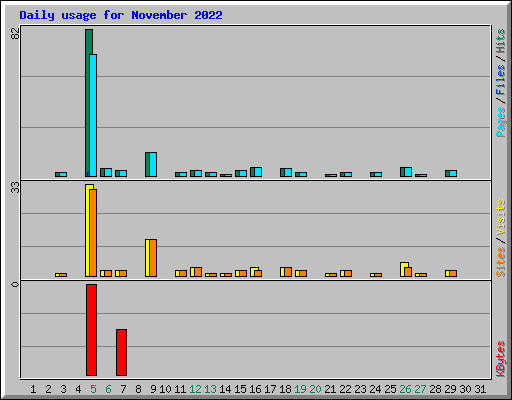 Daily usage for November 2022
82
33
0
Pages / Files / Hits
Sites / Visits
KBytes
1 2 3 4 5 6 7 8 9 10 11 12 13 14 15 16 17 18 19 20 21 22 23 24 25 26 27 28 29 30 31